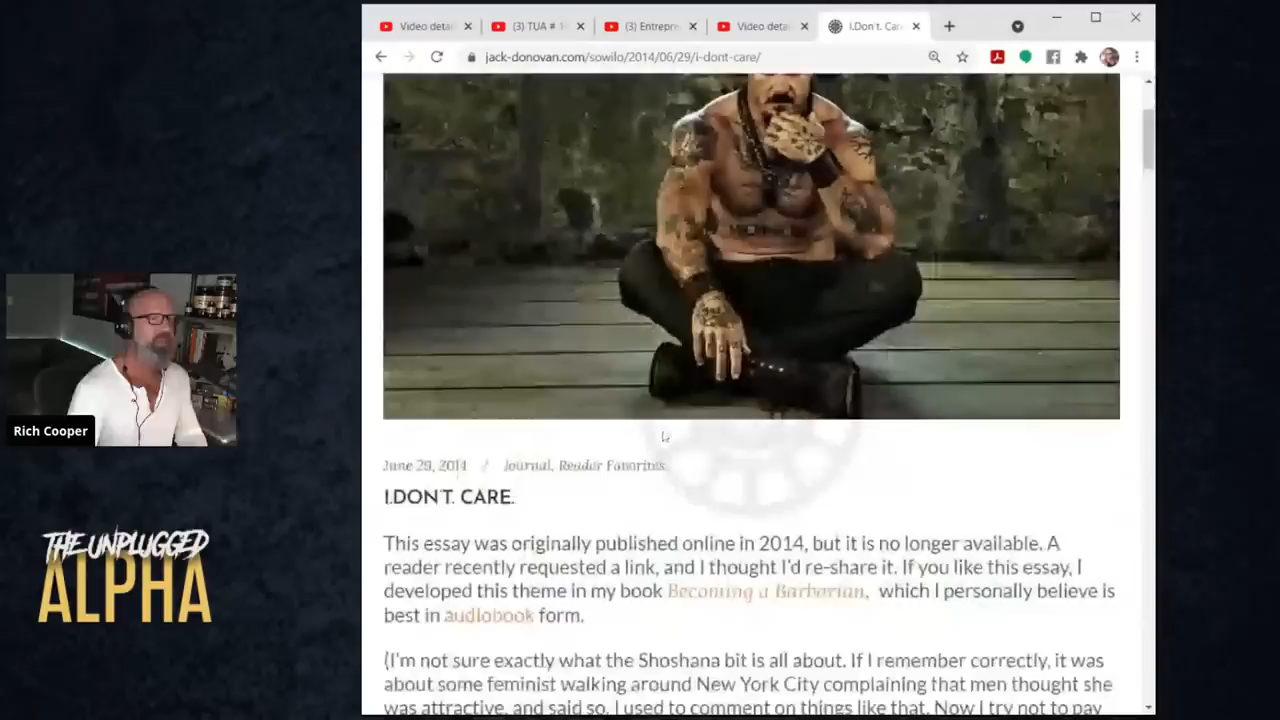 Video deta
(3) TUA # 1
(3) Entrepre
Video deta
I.Don't. Car
jack-donovan.com/sowilo/2014/06/29/i-dont-care/
Rich Cooper
THE UNPLUGGED
ALPHA
June 29, 2014 / Journal, Reader Favorites
I.DON'T. CARE.
This essay was originally published online in 2014, but it is no longer available. A
reader recently requested a link, and I thought I'd re-share it. If you like this essay, I
developed this theme in my book Becoming a Barbarian, which I personally believe is
best in audiobook form.
(I'm not sure exactly what the Shoshana bit is all about. If I remember correctly, it was
about some feminist walking around New York City complaining that men thought she
was attractive, and said so. I used to comment on things like that. Now I try not to pay